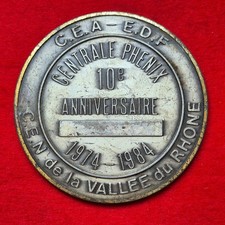 C.E.A - E.D.F
CENTRALE PHENIX
10E
ANNIVERSAIRE
1974-1984
C.E.N de la VALLEE du RHONE